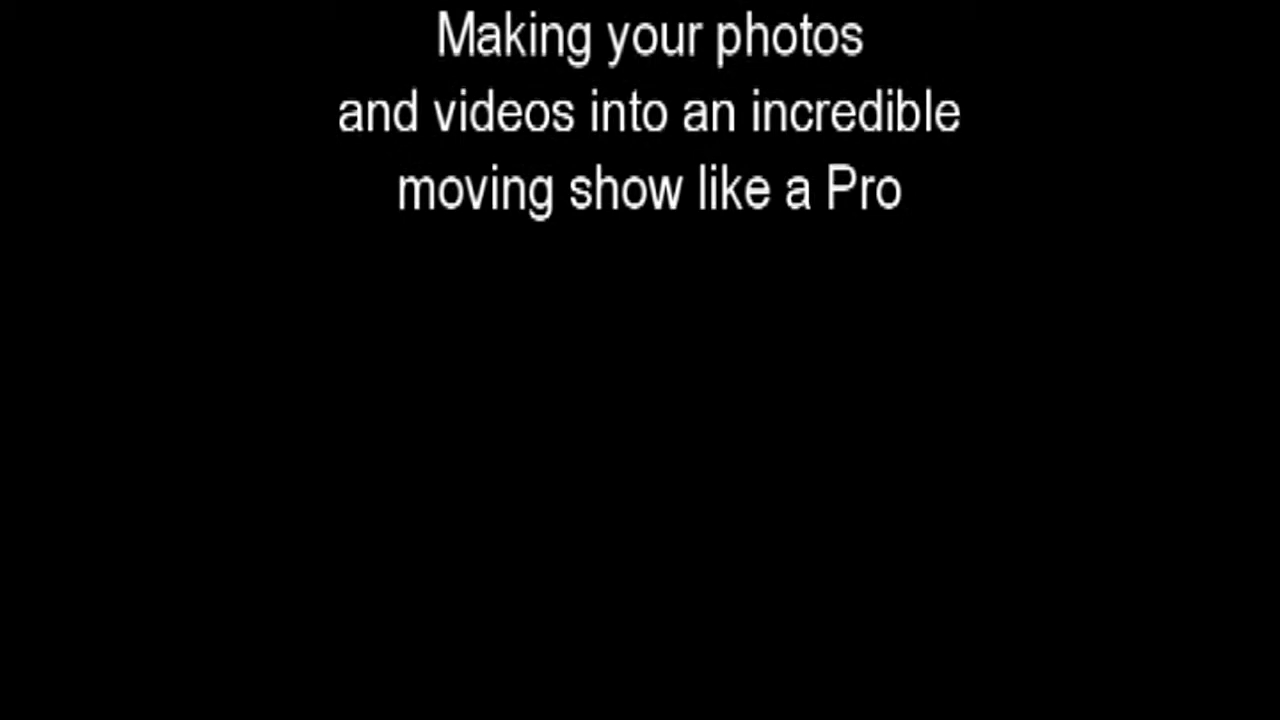 Making your photos
and videos into an incredible
moving show like a Pro